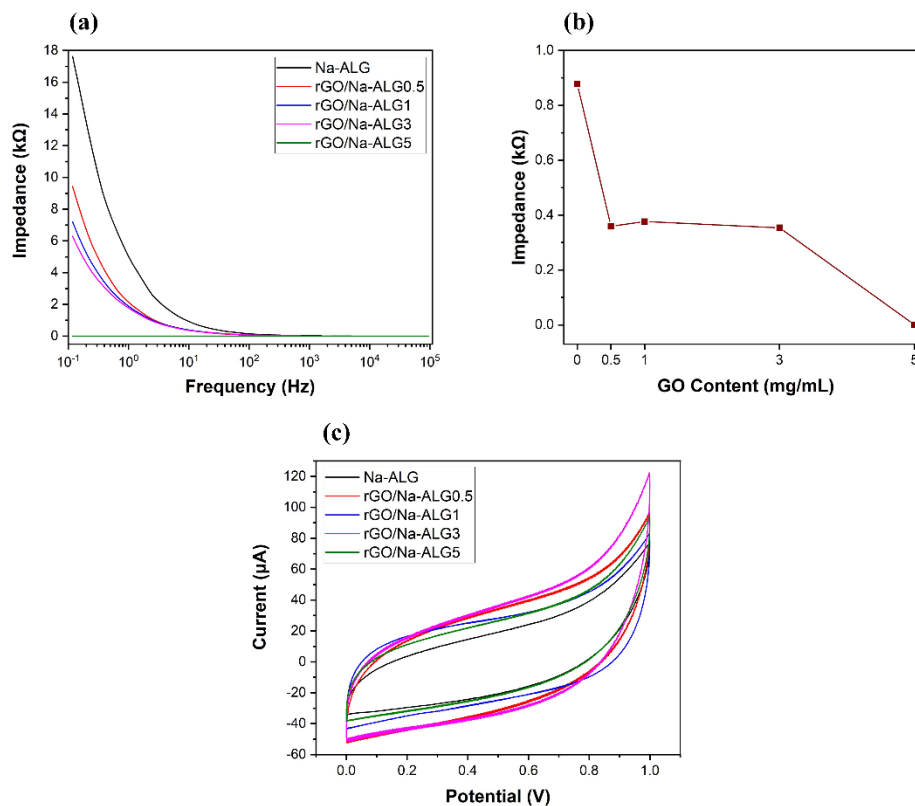 (a)
18
16
14
12
10
8
6
4
2
0
Impedance (kΩ)
10⁻¹ 10⁰ 10¹ 10² 10³ 10⁴ 10⁵
Frequency (Hz)
Na-ALG
rGO/Na-ALG0.5
rGO/Na-ALG1
rGO/Na-ALG3
rGO/Na-ALG5
(b)
1.0
0.8
0.6
0.4
0.2
0.0
Impedance (kΩ)
0 0.5 1 3 5
GO Content (mg/mL)
(c)
120
100
80
60
40
20
0
-20
-40
-60
Current (µA)
0.0 0.2 0.4 0.6 0.8 1.0
Potential (V)
Na-ALG
rGO/Na-ALG0.5
rGO/Na-ALG1
rGO/Na-ALG3
rGO/Na-ALG5